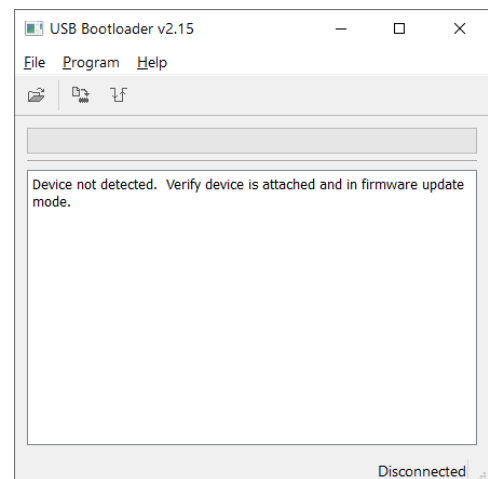 USB Bootloader v2.15
File Program Help
Device not detected. Verify device is attached and in firmware update
mode.
Disconnected